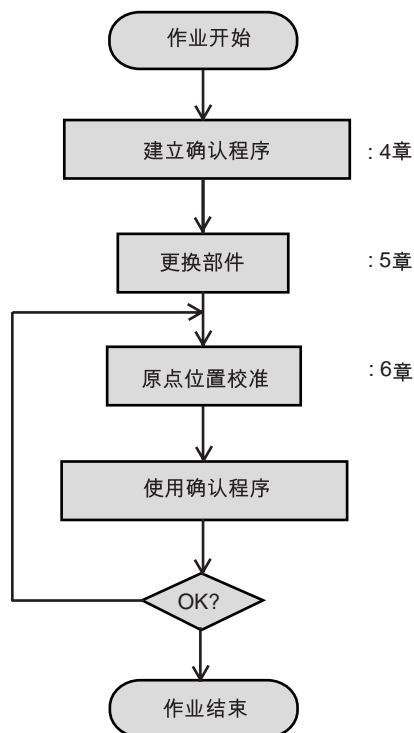 作业开始
建立确认程序 : 4章
更换部件 : 5章
原点位置校准 : 6章
使用确认程序
OK?
作业结束